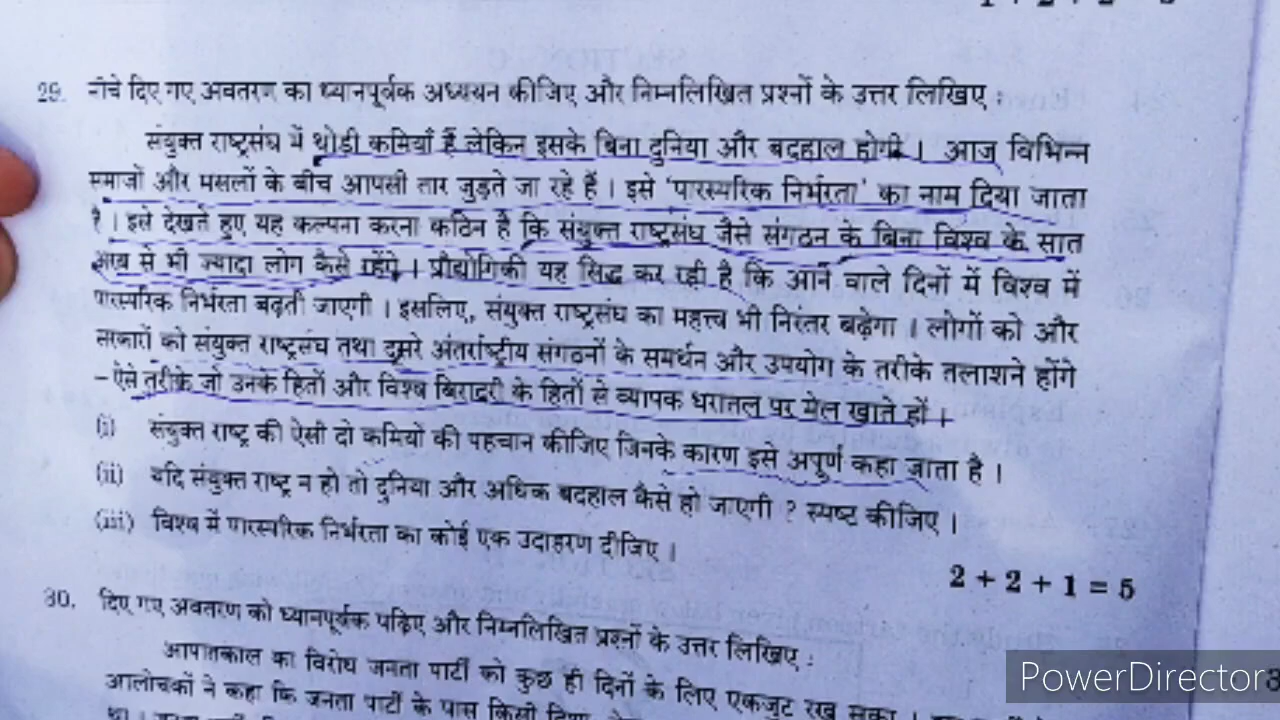 29. नीचे दिए गए अवतरण का ध्यानपूर्वक अध्ययन कीजिए और निम्नलिखित प्रश्नों के उत्तर लिखिए :
संयुक्त राष्ट्रसंघ में थोड़ी कमियाँ हैं लेकिन इसके बिना दुनिया और बदहाल होगी । आज विभिन्न
समाजों और मसलों के बीच आपसी तार जुड़ते जा रहे हैं । इसे 'पारस्परिक निर्भरता' का नाम दिया जाता
है । इसे देखते हुए यह कल्पना करना कठिन है कि संयुक्त राष्ट्रसंघ जैसे संगठन के बिना विश्व के सात
अरब से भी ज्यादा लोग कैसे रहेंगे । प्रौद्योगिकी यह सिद्ध कर रही है कि आने वाले दिनों में विश्व में
पारस्परिक निर्भरता बढ़ती जाएगी । इसलिए, संयुक्त राष्ट्रसंघ का महत्त्व भी निरंतर बढ़ेगा । लोगों को और
सरकारों को संयुक्त राष्ट्रसंघ तथा दूसरे अंतर्राष्ट्रीय संगठनों के समर्थन और उपयोग के तरीके तलाशने होंगे
– ऐसे तरीके जो उनके हितों और विश्व बिरादरी के हितों से व्यापक धरातल पर मेल खाते हों ।
(i) संयुक्त राष्ट्र की ऐसी दो कमियों की पहचान कीजिए जिनके कारण इसे अपूर्ण कहा जाता है ।
(ii) यदि संयुक्त राष्ट्र न हो तो दुनिया और अधिक बदहाल कैसे हो जाएगी ? स्पष्ट कीजिए ।
(iii) विश्व में पारस्परिक निर्भरता का कोई एक उदाहरण दीजिए ।
2 + 2 + 1 = 5
30. दिए गए अवतरण को ध्यानपूर्वक पढ़िए और निम्नलिखित प्रश्नों के उत्तर लिखिए :
आपातकाल का विरोध जनता पार्टी को कुछ ही दिनों के लिए एकजुट रख सका ।
आलोचकों ने कहा कि जनता पार्टी के पास किसी
PowerDirector